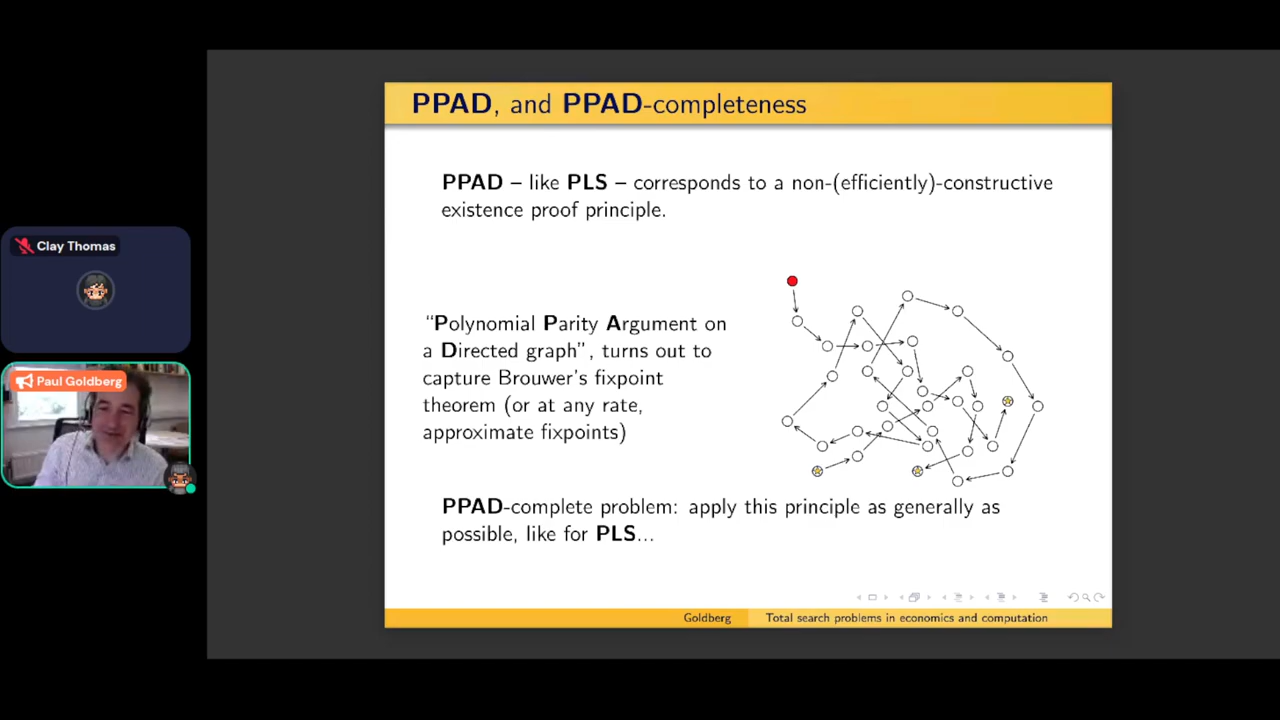 PPAD, and PPAD-completeness
PPAD – like PLS – corresponds to a non-(efficiently)-constructive
existence proof principle.
Clay Thomas
"Polynomial Parity Argument on
a Directed graph", turns out to
capture Brouwer's fixpoint
theorem (or at any rate,
approximate fixpoints)
Paul Goldberg
PPAD-complete problem: apply this principle as generally as
possible, like for PLS...
Goldberg
Total search problems in economics and computation